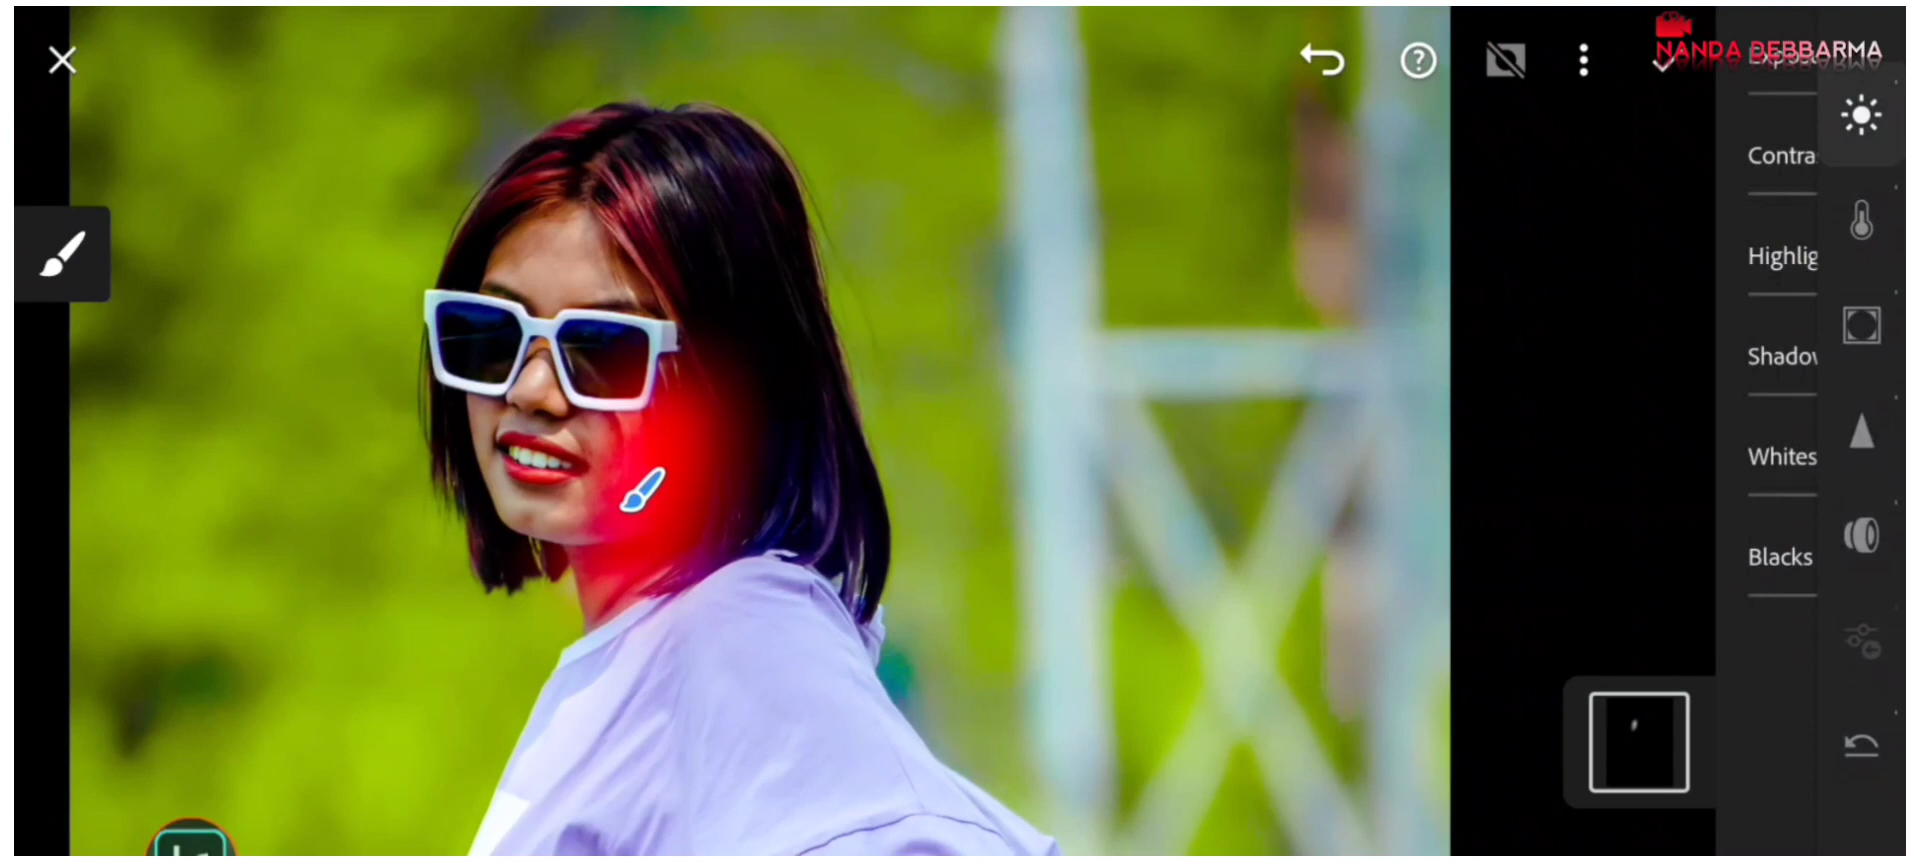 NANDA DEBBARMA
Contra
Highlig
Shadow
Whites
Blacks